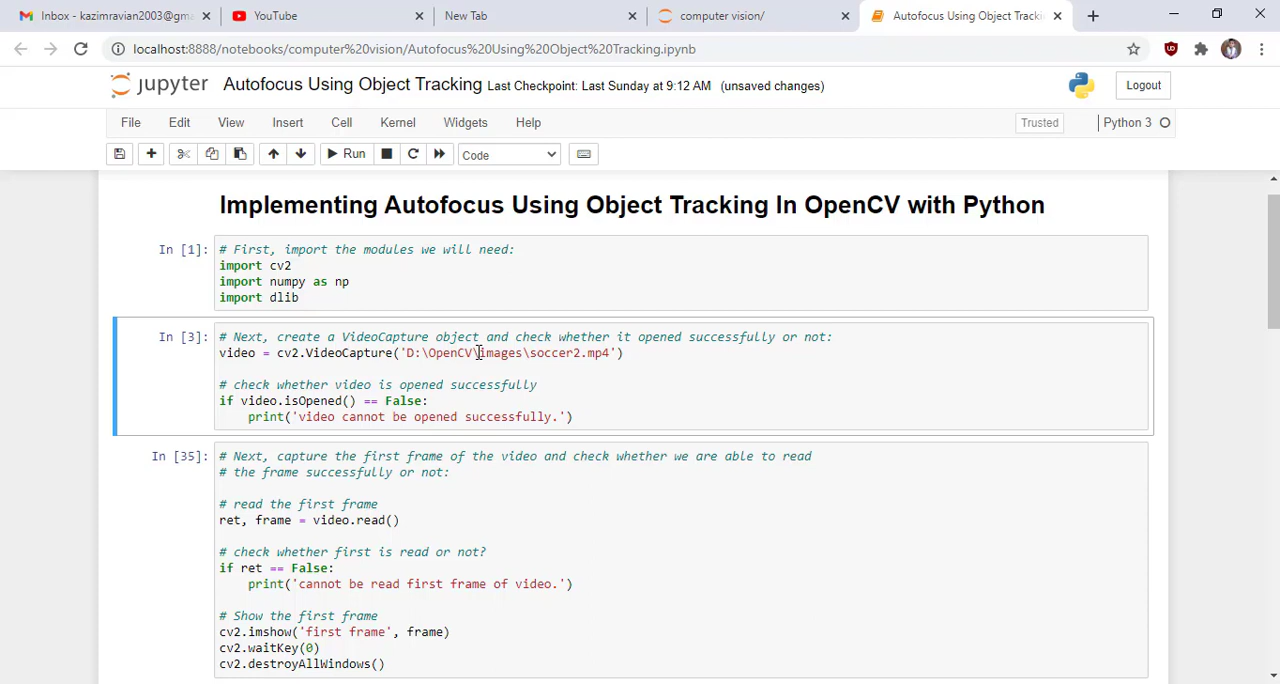 Inbox - kazimravian2003@gma
YouTube
New Tab
computer vision/
Autofocus Using Object Tracki
localhost:8888/notebooks/computer%20vision/Autofocus%20Using%20Object%20Tracking.ipynb
jupyter Autofocus Using Object Tracking Last Checkpoint: Last Sunday at 9:12 AM (unsaved changes)
Logout
File Edit View Insert Cell Kernel Widgets Help
Trusted
Python 3
Run
Code
Implementing Autofocus Using Object Tracking In OpenCV with Python
In [1]:
# First, import the modules we will need:
import cv2
import numpy as np
import dlib
In [3]:
# Next, create a VideoCapture object and check whether it opened successfully or not:
video = cv2.VideoCapture('D:\OpenCV\images\soccer2.mp4')
# check whether video is opened successfully
if video.isOpened() == False:
print('video cannot be opened successfully.')
In [35]:
# Next, capture the first frame of the video and check whether we are able to read
# the frame successfully or not:
# read the first frame
ret, frame = video.read()
# check whether first is read or not?
if ret == False:
print('cannot be read first frame of video.')
# Show the first frame
cv2.imshow('first frame', frame)
cv2.waitKey(0)
cv2.destroyAllWindows()